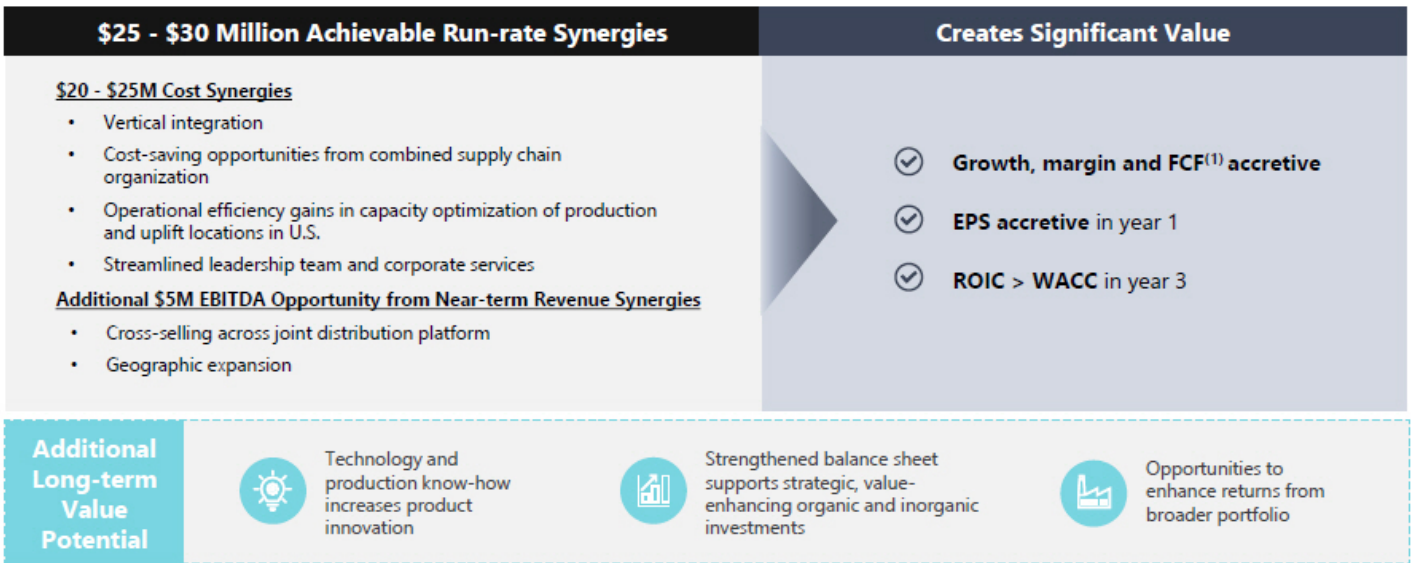 $25 - $30 Million Achievable Run-rate Synergies
Creates Significant Value
$20 - $25M Cost Synergies
• Vertical integration
• Cost-saving opportunities from combined supply chain
organization
• Operational efficiency gains in capacity optimization of production
and uplift locations in U.S.
• Streamlined leadership team and corporate services
Additional $5M EBITDA Opportunity from Near-term Revenue Synergies
• Cross-selling across joint distribution platform
• Geographic expansion
Growth, margin and FCF(1) accretive
EPS accretive in year 1
ROIC > WACC in year 3
Additional
Long-term
Value
Potential
Technology and
production know-how
increases product
innovation
Strengthened balance sheet
supports strategic, value-
enhancing organic and inorganic
investments
Opportunities to
enhance returns from
broader portfolio